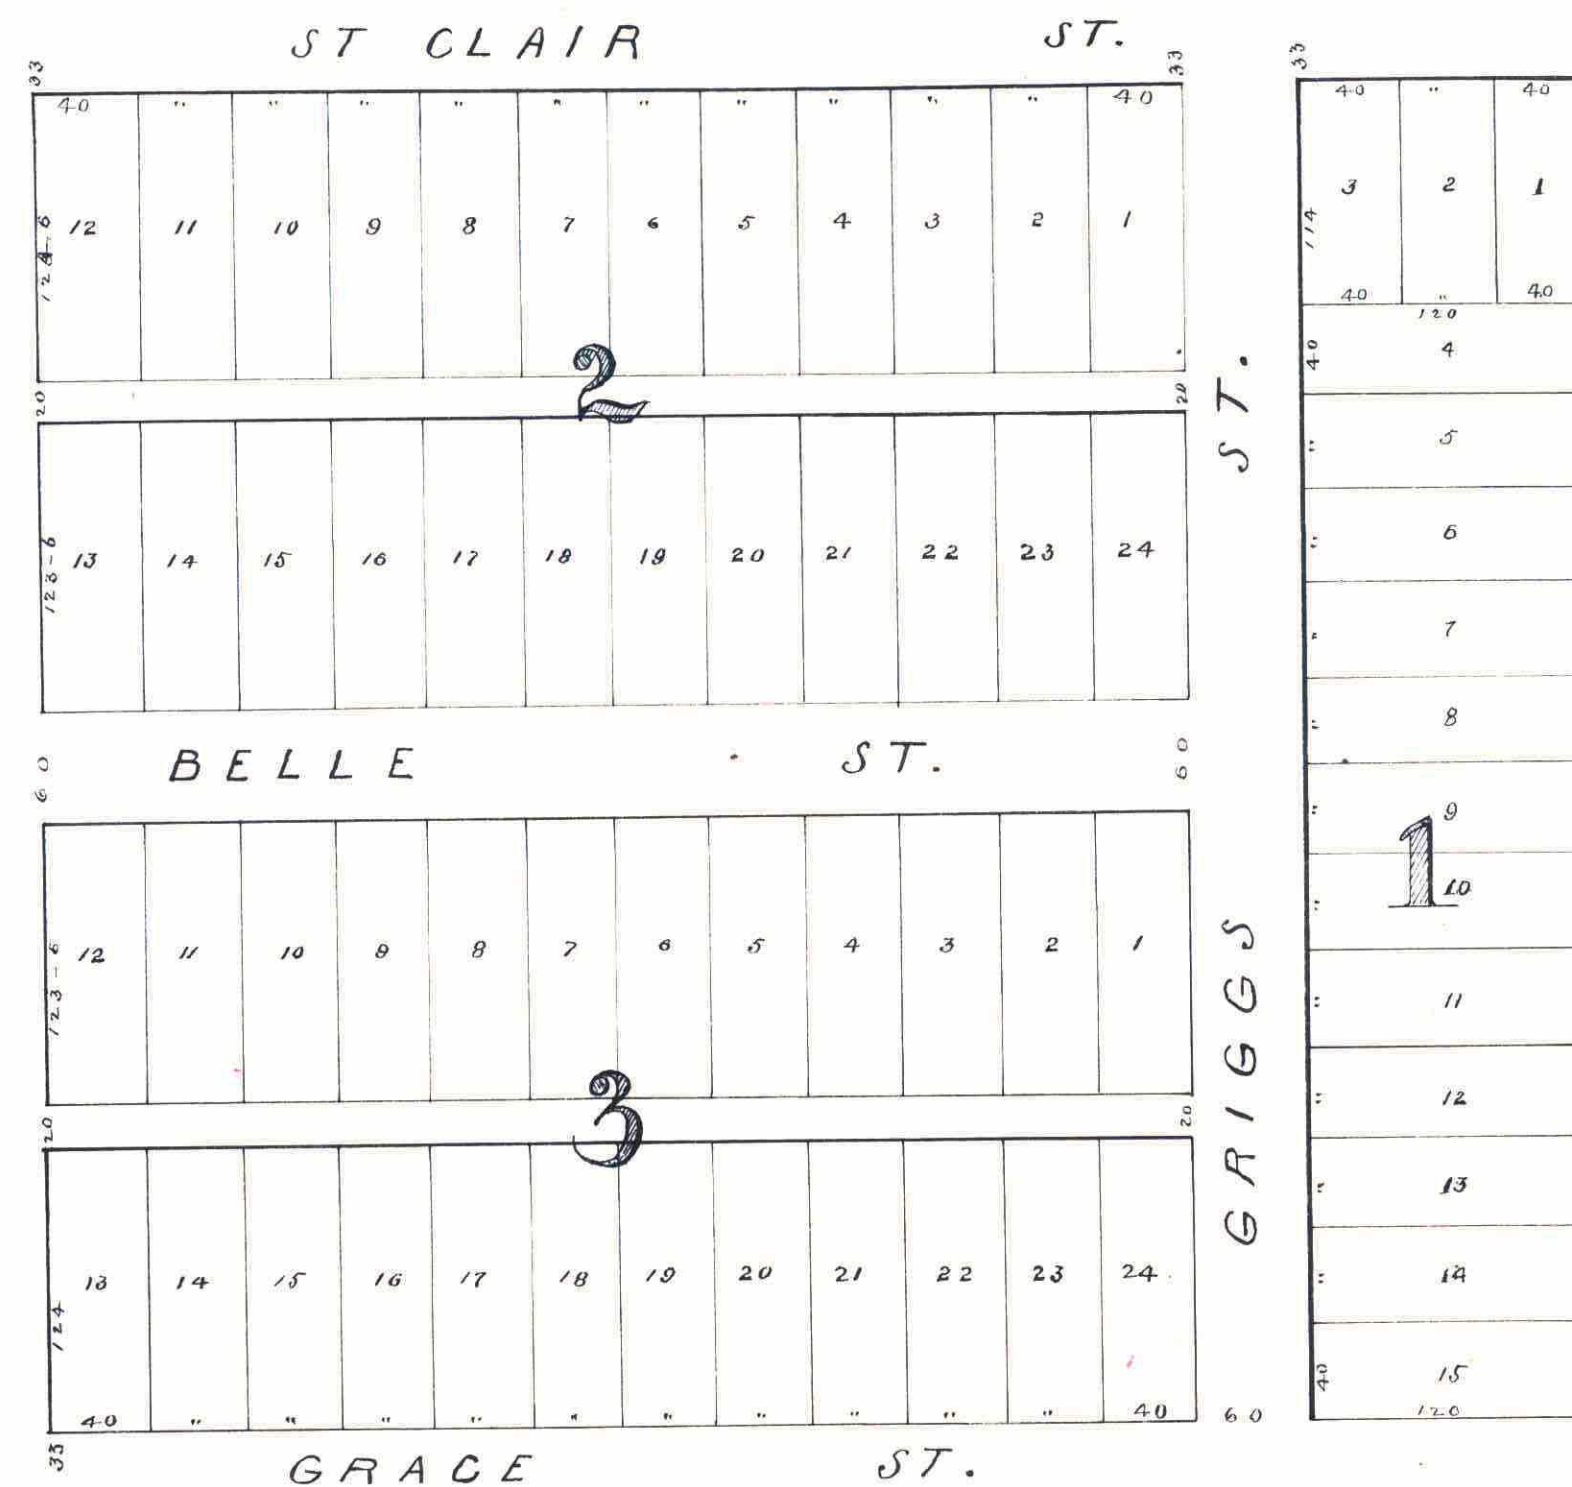 ST CLAIR ST.
33 33 33
40 " " " " " " " " " " 40
12 11 10 9 8 7 6 5 4 3 2 1
2
20 20
123-6
13 14 15 16 17 18 19 20 21 22 23 24
60 BELLE ST. 60
123-6
12 11 10 9 8 7 6 5 4 3 2 1
3
20 20
124
13 14 15 16 17 18 19 20 21 22 23 24
40 " " " " " " " " " " 40
33 GRACE ST.
GRIGGS ST.
60
40 " 40
114
3 2 1
40 " 40
120
40 4
" 5
" 6
" 7
" 8
" 9
1
" 10
" 11
" 12
" 13
" 14
40 15
120